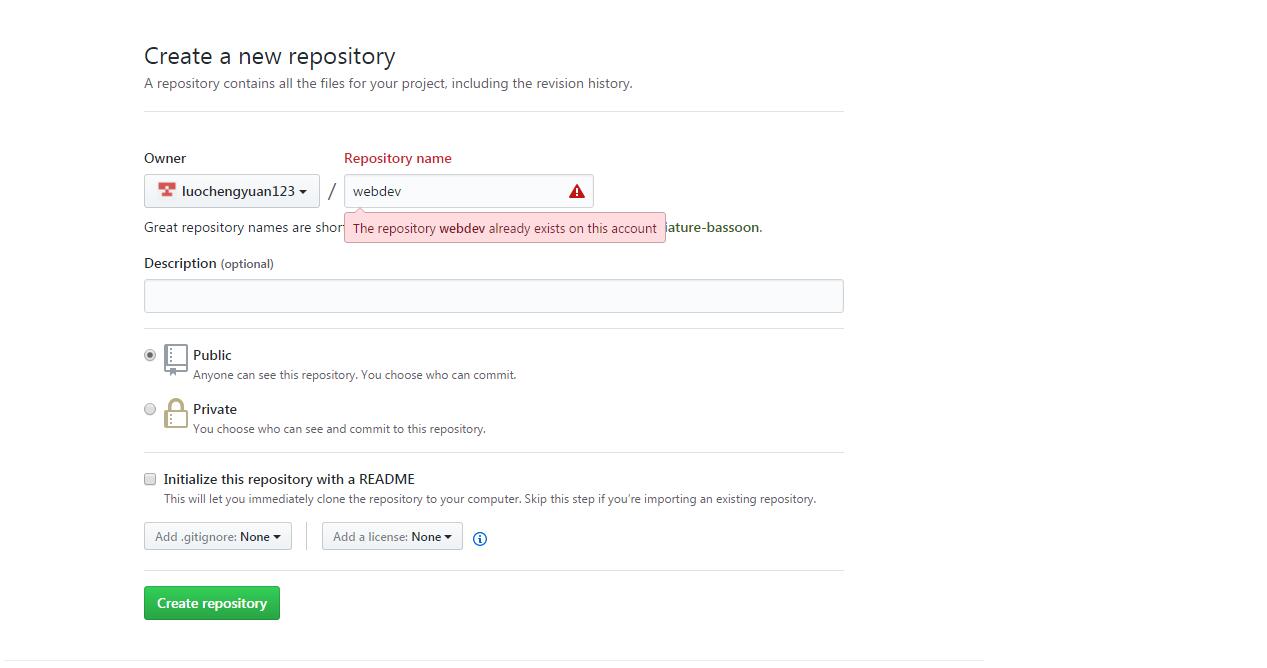 Create a new repository
A repository contains all the files for your project, including the revision history.
Owner
Repository name
luochengyuan123 / webdev
Great repository names are short
The repository webdev already exists on this account
ature-bassoon.
Description (optional)
Public
Anyone can see this repository. You choose who can commit.
Private
You choose who can see and commit to this repository.
Initialize this repository with a README
This will let you immediately clone the repository to your computer. Skip this step if you’re importing an existing repository.
Add .gitignore: None
Add a license: None
Create repository